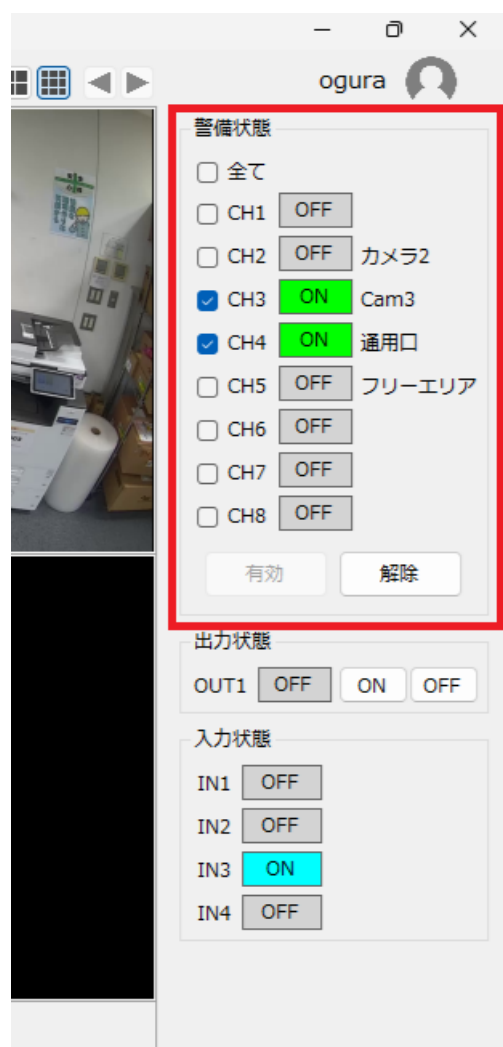 ogura
警備状態
全て
CH1 OFF
CH2 OFF カメラ2
CH3 ON Cam3
CH4 ON 通用口
CH5 OFF フリーエリア
CH6 OFF
CH7 OFF
CH8 OFF
有効 解除
出力状態
OUT1 OFF ON OFF
入力状態
IN1 OFF
IN2 OFF
IN3 ON
IN4 OFF